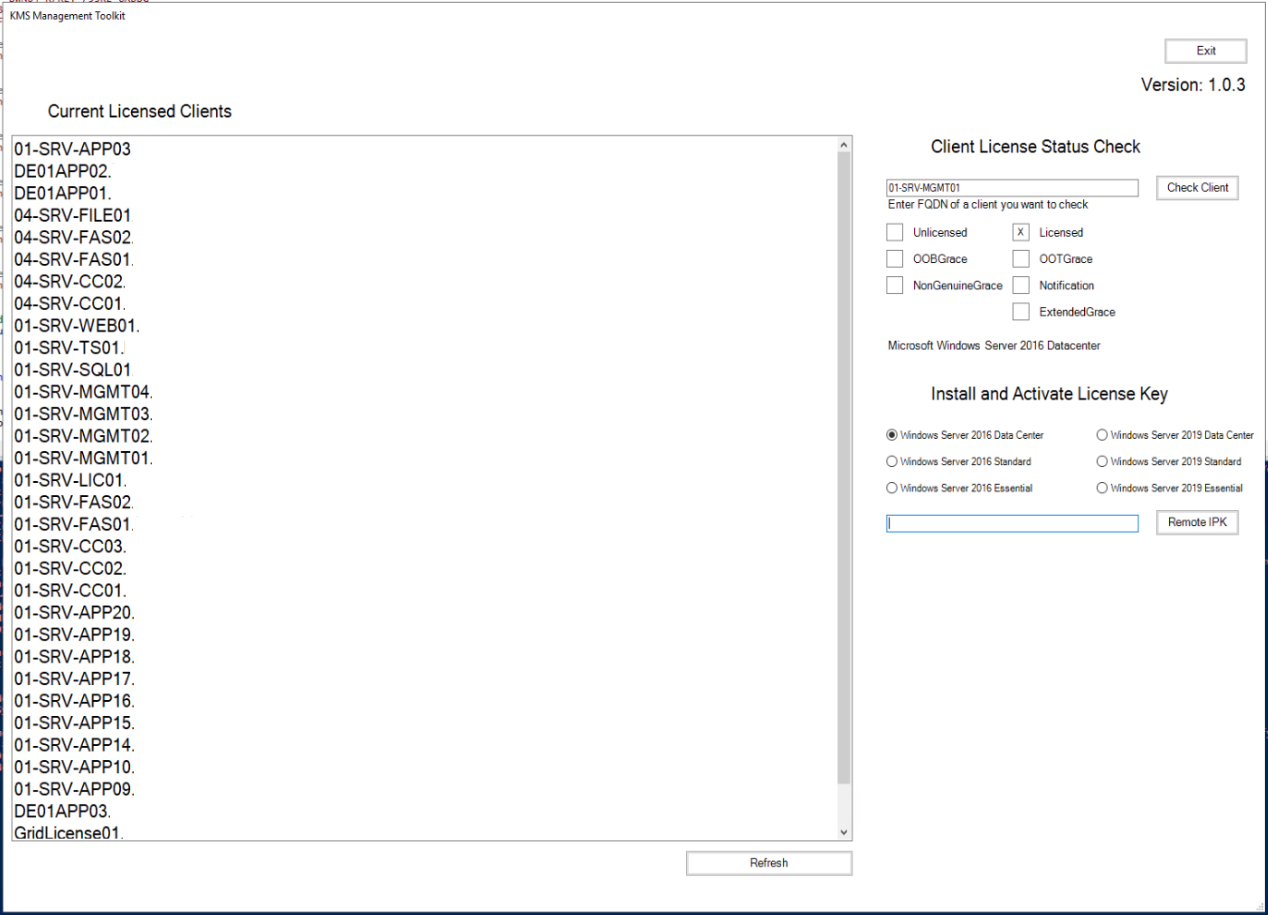 KMS Management Toolkit
Exit
Version: 1.0.3
Current Licensed Clients
01-SRV-APP03
DE01APP02.
DE01APP01.
04-SRV-FILE01
04-SRV-FAS02.
04-SRV-FAS01.
04-SRV-CC02.
04-SRV-CC01.
01-SRV-WEB01.
01-SRV-TS01.
01-SRV-SQL01
01-SRV-MGMT04.
01-SRV-MGMT03.
01-SRV-MGMT02.
01-SRV-MGMT01.
01-SRV-LIC01.
01-SRV-FAS02.
01-SRV-FAS01.
01-SRV-CC03.
01-SRV-CC02.
01-SRV-CC01.
01-SRV-APP20.
01-SRV-APP19.
01-SRV-APP18.
01-SRV-APP17.
01-SRV-APP16.
01-SRV-APP15.
01-SRV-APP14.
01-SRV-APP10.
01-SRV-APP09.
DE01APP03.
GridLicense01.
Refresh
Client License Status Check
01-SRV-MGMT01 Check Client
Enter FQDN of a client you want to check
Unlicensed X Licensed
OOBGrace OOTGrace
NonGenuineGrace Notification
ExtendedGrace
Microsoft Windows Server 2016 Datacenter
Install and Activate License Key
Windows Server 2016 Data Center Windows Server 2019 Data Center
Windows Server 2016 Standard Windows Server 2019 Standard
Windows Server 2016 Essential Windows Server 2019 Essential
Remote IPK